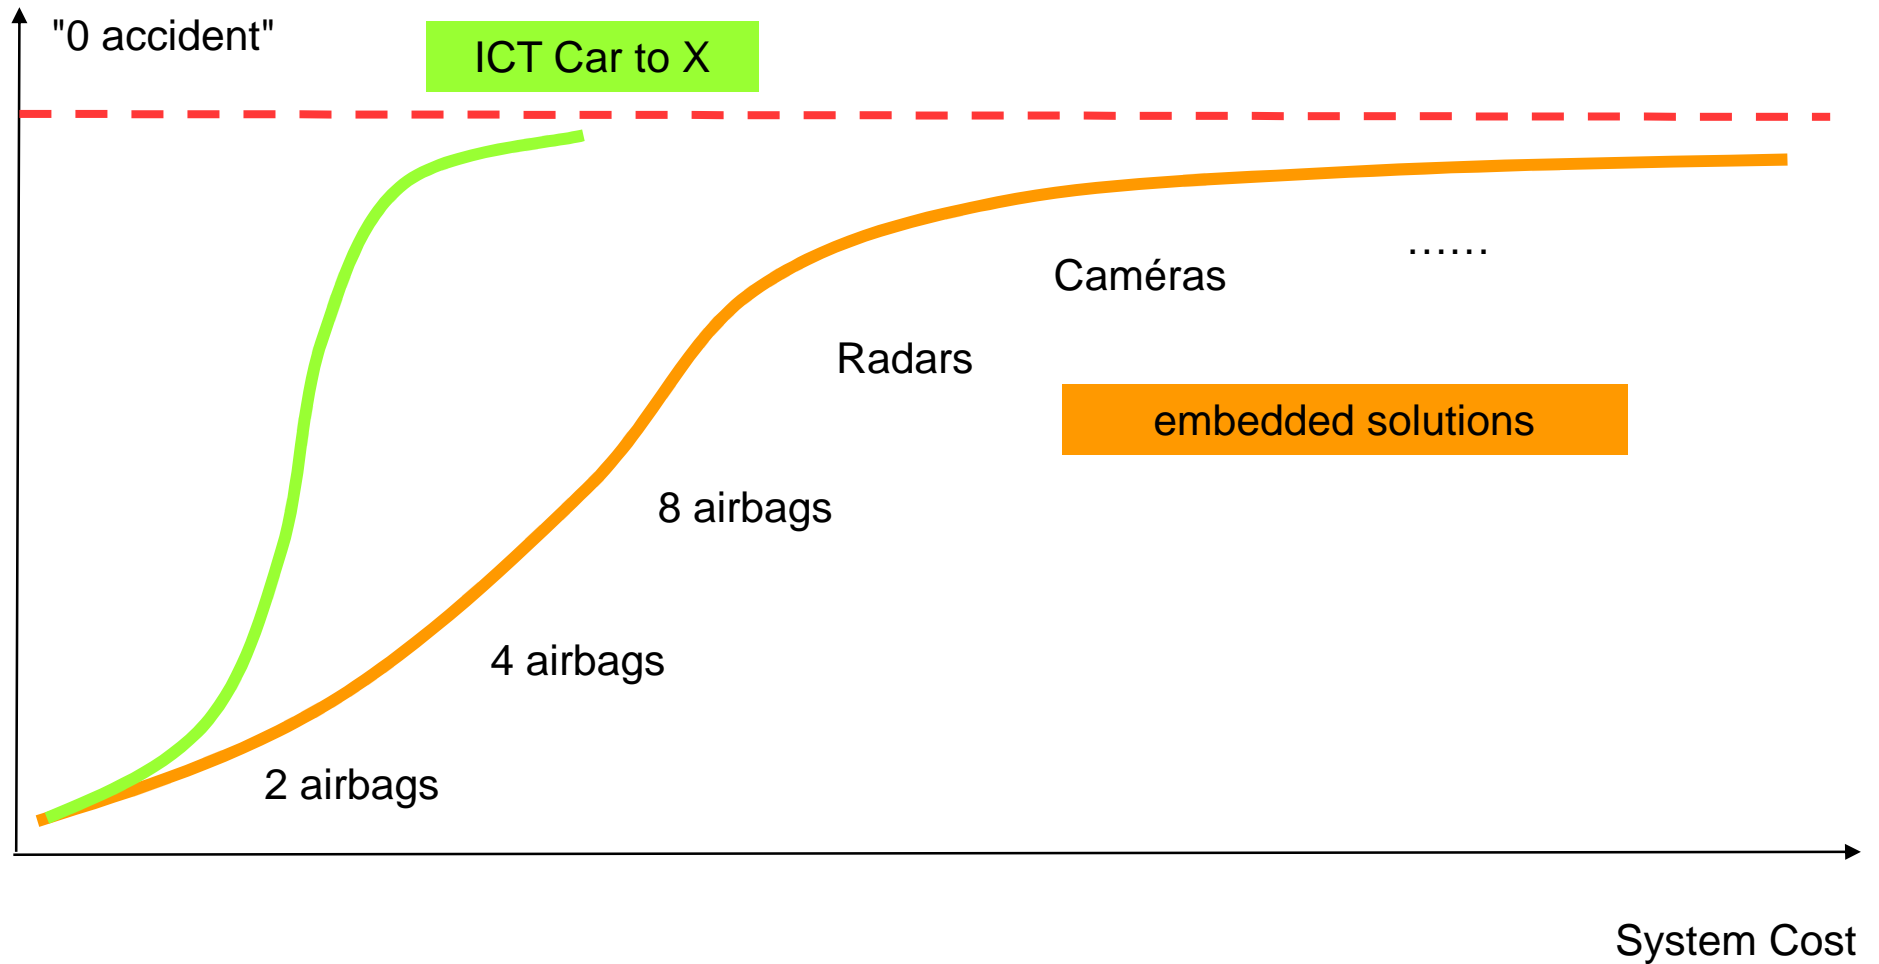 "0 accident"
ICT Car to X
……
Caméras
Radars
embedded solutions
8 airbags
4 airbags
2 airbags
System Cost